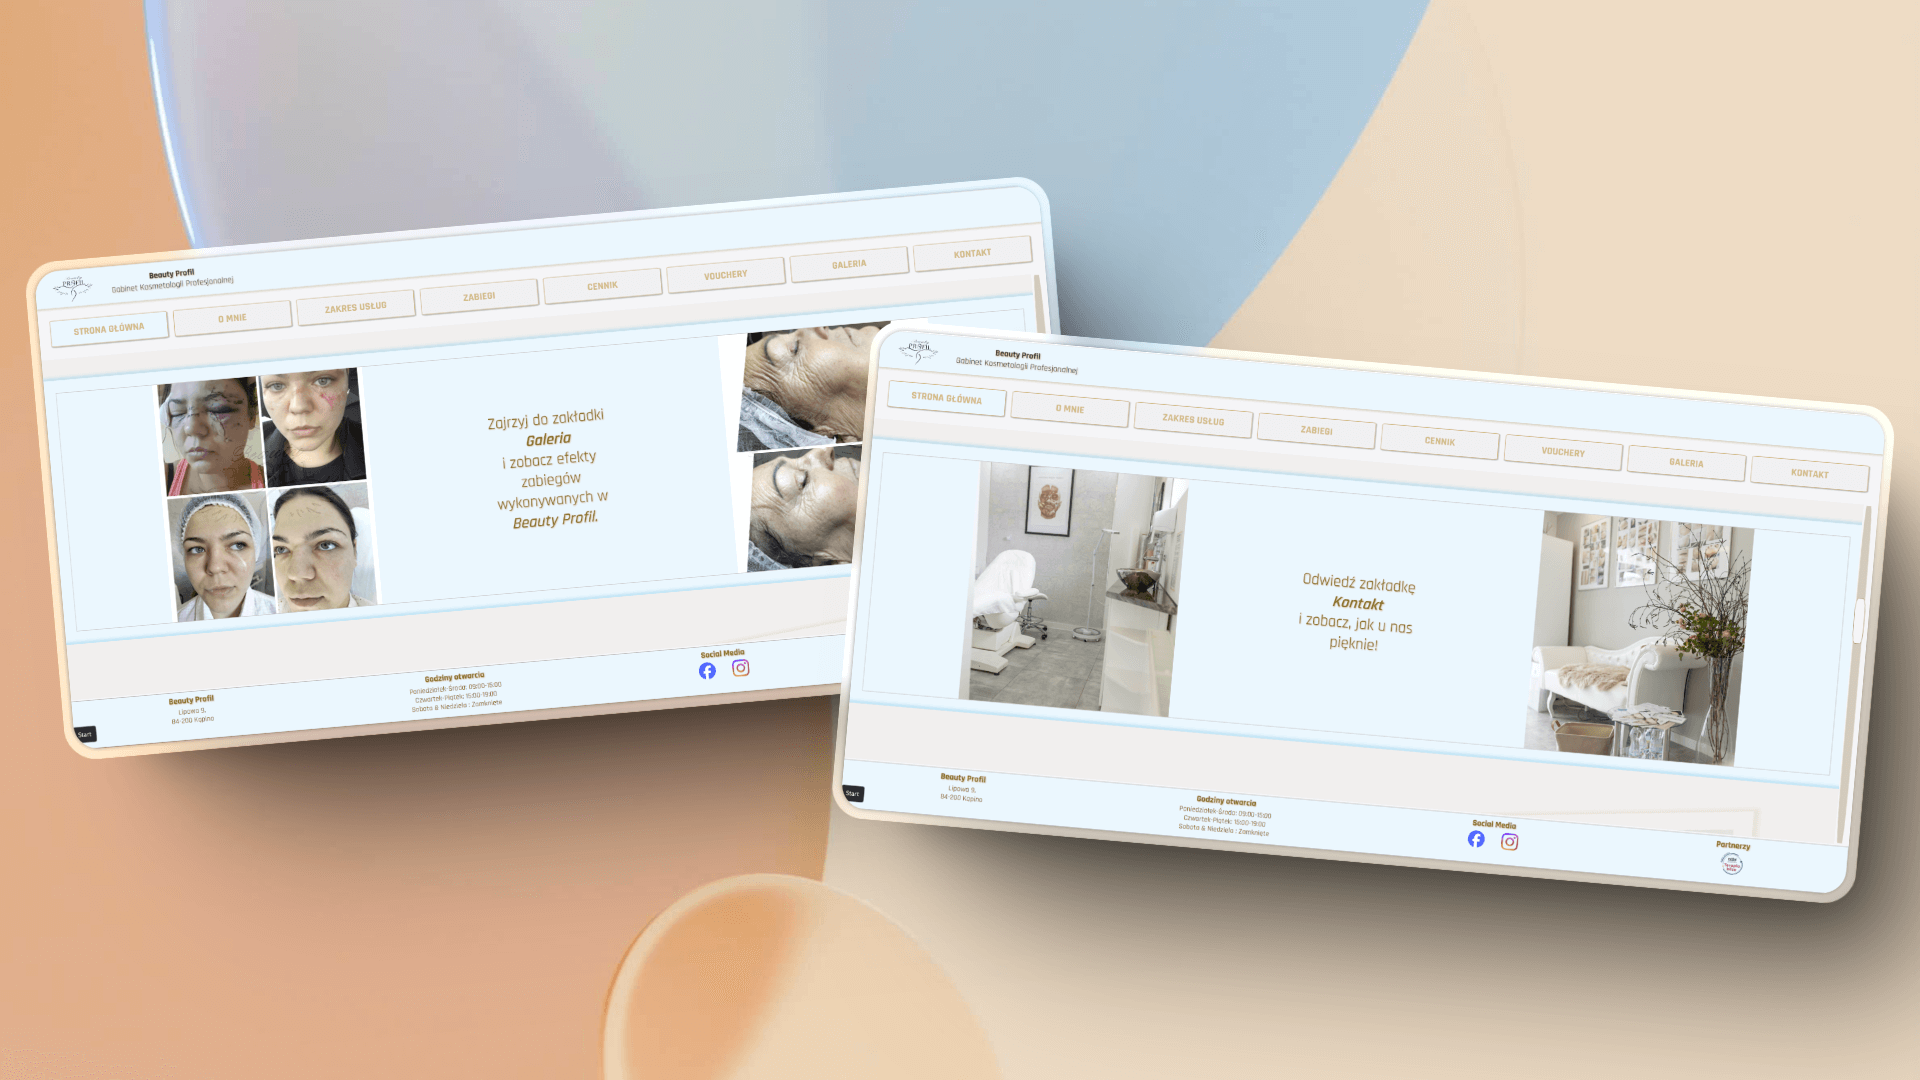 PROFIL
Beauty Profil
Gabinet Kosmetologii Profesjonalnej
STRONA GŁÓWNA
O MNIE
ZAKRES USŁUG
ZABIEGI
CENNIK
VOUCHERY
GALERIA
KONTAKT
Zajrzyj do zakładki
Galeria
i zobacz efekty
zabiegów
wykonywanych w
Beauty Profil.
Beauty Profil
Lipowa 9,
84-200 Kąpino
Godziny otwarcia
Poniedziałek-Środa: 09:00-15:00
Czwartek-Piątek: 15:00-19:00
Sobota & Niedziela : Zamknięte
Social Media
Start
PROFIL
Beauty Profil
Gabinet Kosmetologii Profesjonalnej
STRONA GŁÓWNA
O MNIE
ZAKRES USŁUG
ZABIEGI
CENNIK
VOUCHERY
GALERIA
KONTAKT
Odwiedź zakładkę
Kontakt
i zobacz, jak u nas
pięknie!
Beauty Profil
Lipowa 9,
84-200 Kąpino
Godziny otwarcia
Poniedziałek-Środa: 09:00-15:00
Czwartek-Piątek: 15:00-19:00
Sobota & Niedziela : Zamknięte
Social Media
Partnerzy
Start